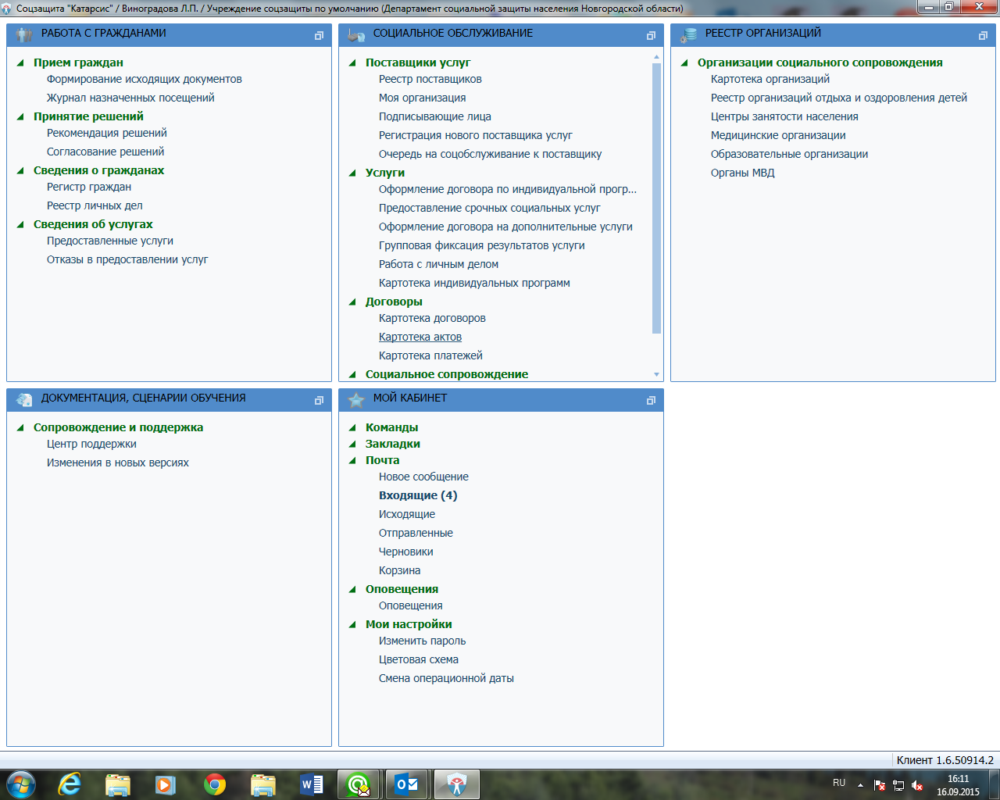 Соцзащита "Катарсис" / Виноградова Л.П. / Учреждение соцзащиты по умолчанию (Департамент социальной защиты населения Новгородской области)
РАБОТА С ГРАЖДАНАМИ
Прием граждан
Формирование исходящих документов
Журнал назначенных посещений
Принятие решений
Рекомендация решений
Согласование решений
Сведения о гражданах
Регистр граждан
Реестр личных дел
Сведения об услугах
Предоставленные услуги
Отказы в предоставлении услуг
СОЦИАЛЬНОЕ ОБСЛУЖИВАНИЕ
Поставщики услуг
Реестр поставщиков
Моя организация
Подписывающие лица
Регистрация нового поставщика услуг
Очередь на соцобслуживание к поставщику
Услуги
Оформление договора по индивидуальной прогр...
Предоставление срочных социальных услуг
Оформление договора на дополнительные услуги
Групповая фиксация результатов услуги
Работа с личным делом
Картотека индивидуальных программ
Договоры
Картотека договоров
Картотека актов
Картотека платежей
Социальное сопровождение
РЕЕСТР ОРГАНИЗАЦИЙ
Организации социального сопровождения
Картотека организаций
Реестр организаций отдыха и оздоровления детей
Центры занятости населения
Медицинские организации
Образовательные организации
Органы МВД
ДОКУМЕНТАЦИЯ, СЦЕНАРИИ ОБУЧЕНИЯ
Сопровождение и поддержка
Центр поддержки
Изменения в новых версиях
МОЙ КАБИНЕТ
Команды
Закладки
Почта
Новое сообщение
Входящие (4)
Исходящие
Отправленные
Черновики
Корзина
Оповещения
Оповещения
Мои настройки
Изменить пароль
Цветовая схема
Смена операционной даты
Клиент 1.6.50914.2
RU
16:11
16.09.2015